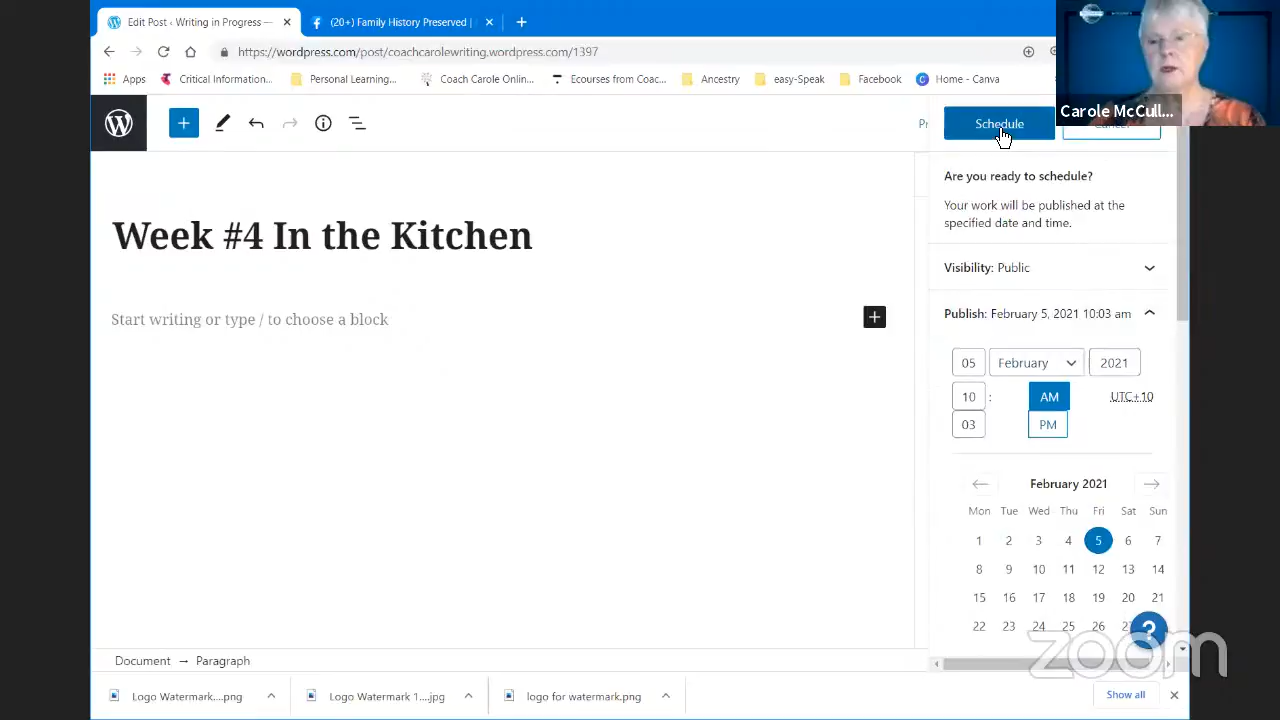 Edit Post ‹ Writing in Progress —
(20+) Family History Preserved |
https://wordpress.com/post/coachcarolewriting.wordpress.com/1397
Apps
Critical Information...
Personal Learning...
Coach Carole Onlin...
Ecourses from Coac...
Ancestry
easy-speak
Facebook
Home - Canva
Carole McCull...
Pr
Schedule
Cancel
Are you ready to schedule?
Your work will be published at the
specified date and time.
Visibility: Public
Publish: February 5, 2021 10:03 am
05 February 2021
10 : AM UTC+10
03 PM
February 2021
Mon Tue Wed Thu Fri Sat Sun
1 2 3 4 5 6 7
8 9 10 11 12 13 14
15 16 17 18 19 20 21
22 23 24 25 26
?
Week #4 In the Kitchen
Start writing or type / to choose a block
Document → Paragraph
zoom
Logo Watermark....png
Logo Watermark 1....jpg
logo for watermark.png
Show all